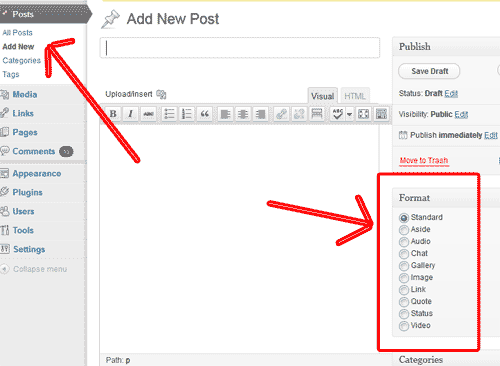 Posts
All Posts
Add New
Categories
Tags
Media
Links
Pages
Comments
Appearance
Plugins
Users
Tools
Settings
Collapse menu
Add New Post
Upload/Insert
Visual HTML
B I ABC
ABC
Path: p
Publish
Save Draft
Status: Draft Edit
Visibility: Public Edit
Publish immediately Edit
Move to Trash
Format
Standard
Aside
Audio
Chat
Gallery
Image
Link
Quote
Status
Video
Categories